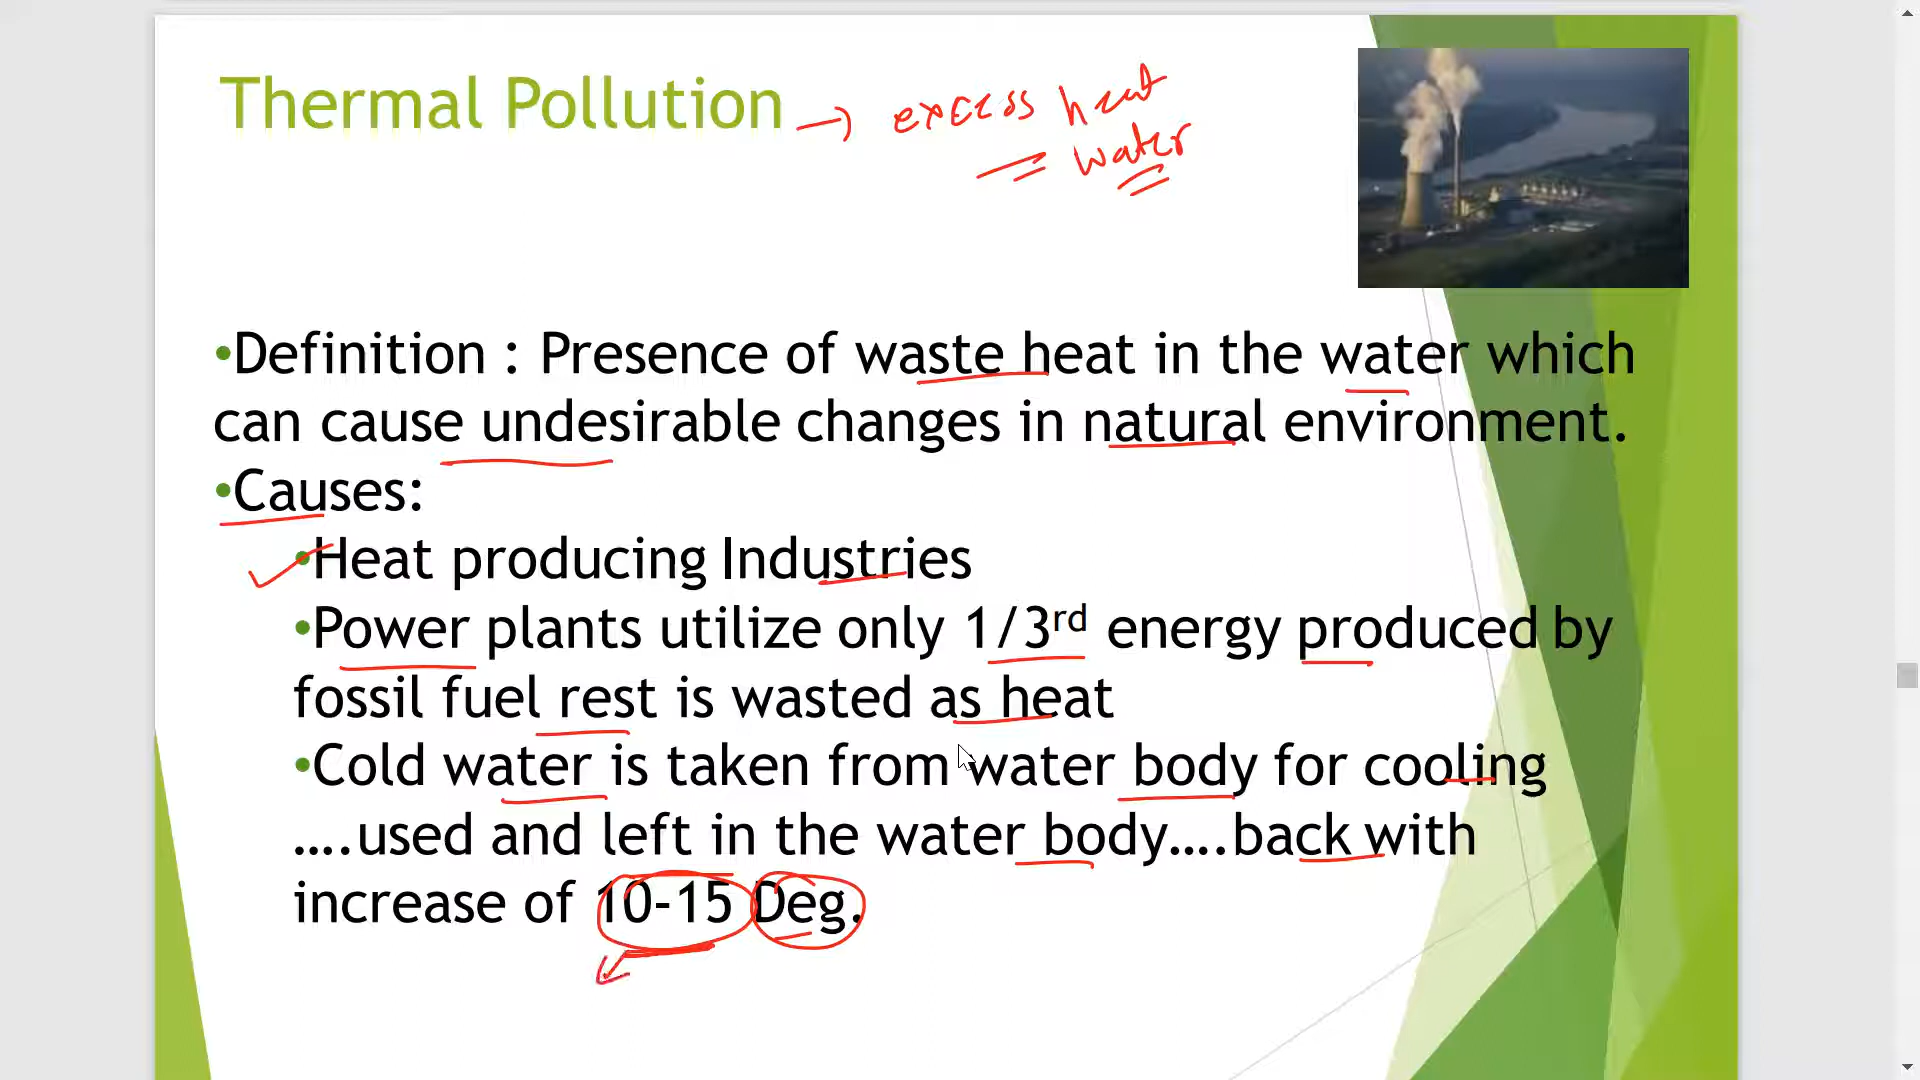 Thermal Pollution → excess heat
water
•Definition : Presence of waste heat in the water which
can cause undesirable changes in natural environment.
•Causes:
•Heat producing Industries
•Power plants utilize only 1/3rd energy produced by
fossil fuel rest is wasted as heat
•Cold water is taken from water body for cooling
….used and left in the water body….back with
increase of 10-15 Deg.